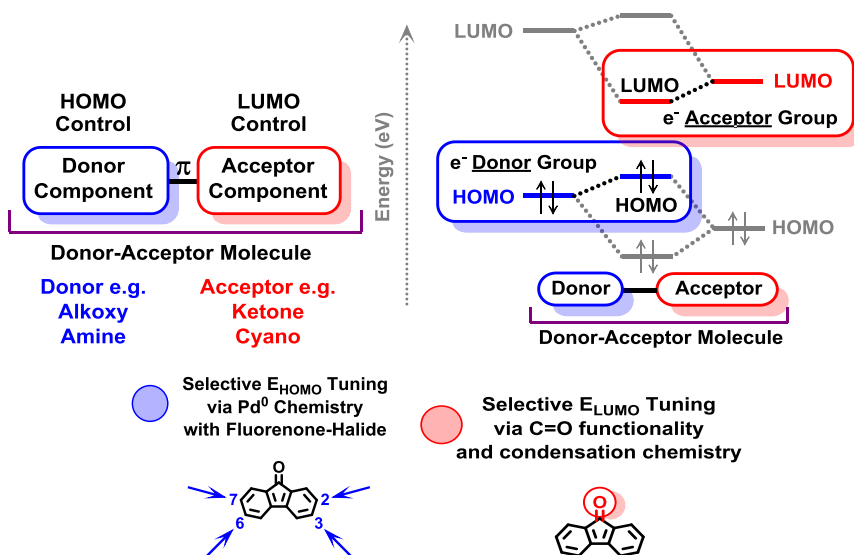 HOMO
Control
LUMO
Control
Donor
Component
π
Acceptor
Component
Donor-Acceptor Molecule
Donor e.g.
Alkoxy
Amine
Acceptor e.g.
Ketone
Cyano
Energy (eV)
LUMO
LUMO
LUMO
e- Acceptor Group
e- Donor Group
HOMO
HOMO
HOMO
Donor
Acceptor
Donor-Acceptor Molecule
Selective EHOMO Tuning
via Pd0 Chemistry
with Fluorenone-Halide
O
7
2
6
3
Selective ELUMO Tuning
via C=O functionality
and condensation chemistry
O